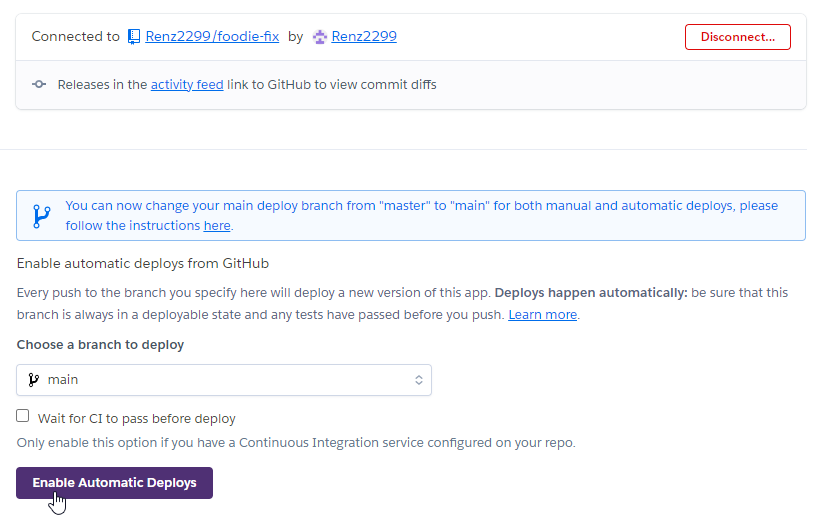 Connected to Renz2299/foodie-fix by Renz2299 Disconnect...
Releases in the activity feed link to GitHub to view commit diffs
You can now change your main deploy branch from "master" to "main" for both manual and automatic deploys, please
follow the instructions here.
Enable automatic deploys from GitHub
Every push to the branch you specify here will deploy a new version of this app. Deploys happen automatically: be sure that this
branch is always in a deployable state and any tests have passed before you push. Learn more.
Choose a branch to deploy
main
Wait for CI to pass before deploy
Only enable this option if you have a Continuous Integration service configured on your repo.
Enable Automatic Deploys